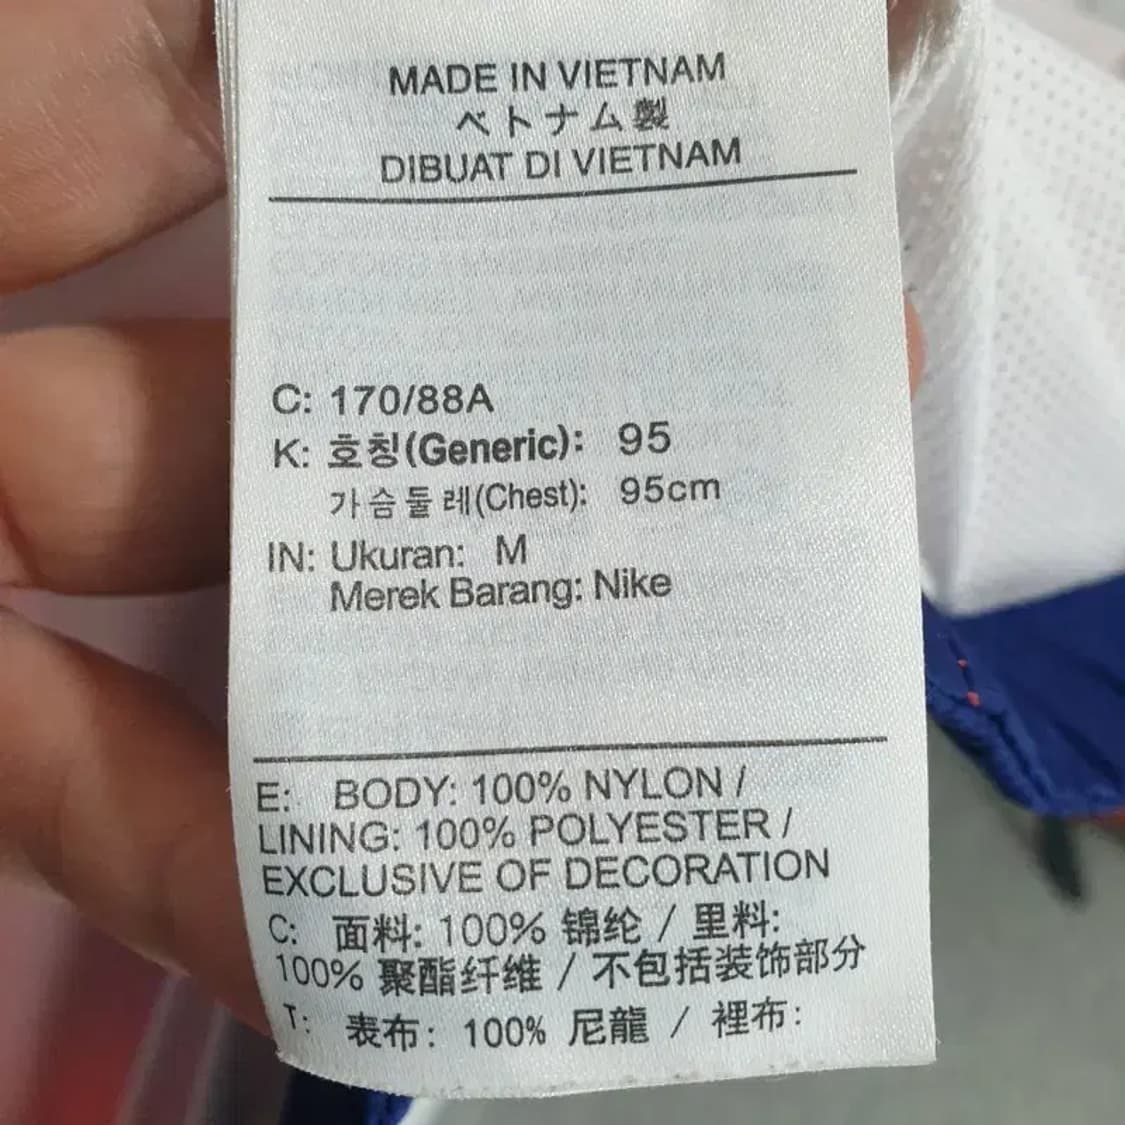 MADE IN VIETNAM
ベトナム製
DIBUAT DI VIETNAM
C: 170/88A
K: 호칭(Generic): 95
가슴둘레(Chest): 95cm
IN: Ukuran: M
Merek Barang: Nike
E: BODY: 100% NYLON /
LINING: 100% POLYESTER /
EXCLUSIVE OF DECORATION
C: 面料: 100% 锦纶 / 里料:
100% 聚酯纤维 / 不包括装饰部分
T: 表布: 100% 尼龍 / 裡布: